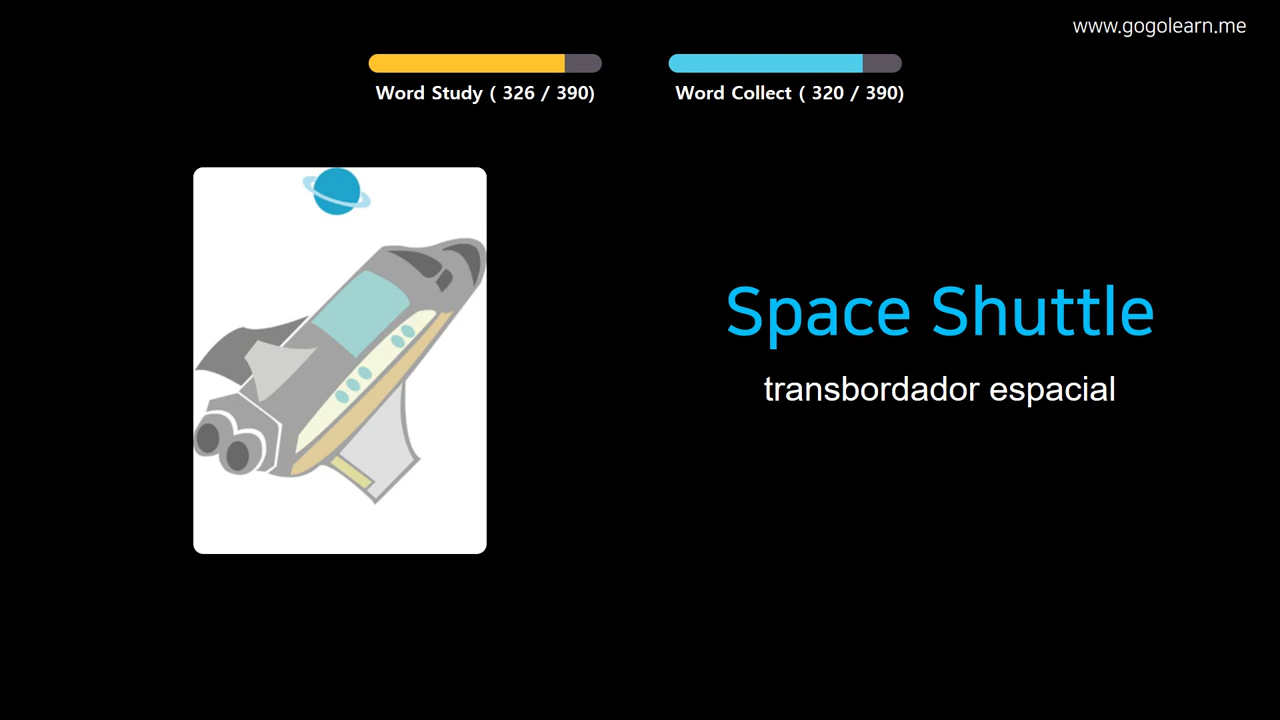 www.gogolearn.me
Word Study ( 326 / 390)
Word Collect ( 320 / 390)
Space Shuttle
transbordador espacial